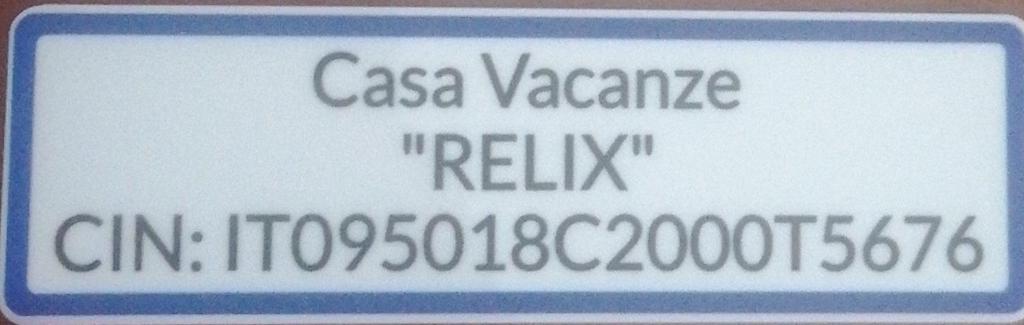 Casa Vacanze
"RELIX"
CIN: IT095018C2000T5676